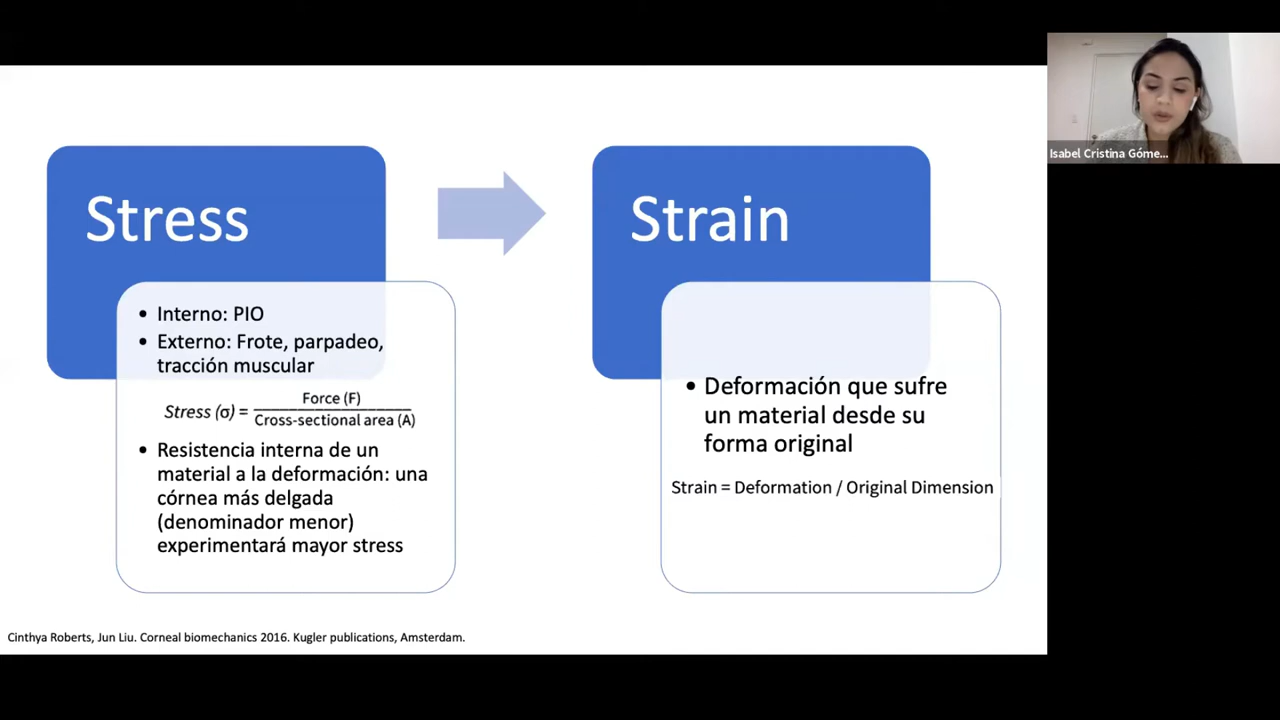 Stress
• Interno: PIO
• Externo: Frote, parpadeo,
tracción muscular
Stress (σ) = Force (F)
Cross-sectional area (A)
• Resistencia interna de un
material a la deformación: una
córnea más delgada
(denominador menor)
experimentará mayor stress
Strain
• Deformación que sufre
un material desde su
forma original
Strain = Deformation / Original Dimension
Cinthya Roberts, Jun Liu. Corneal biomechanics 2016. Kugler publications, Amsterdam.
Isabel Cristina Góme...